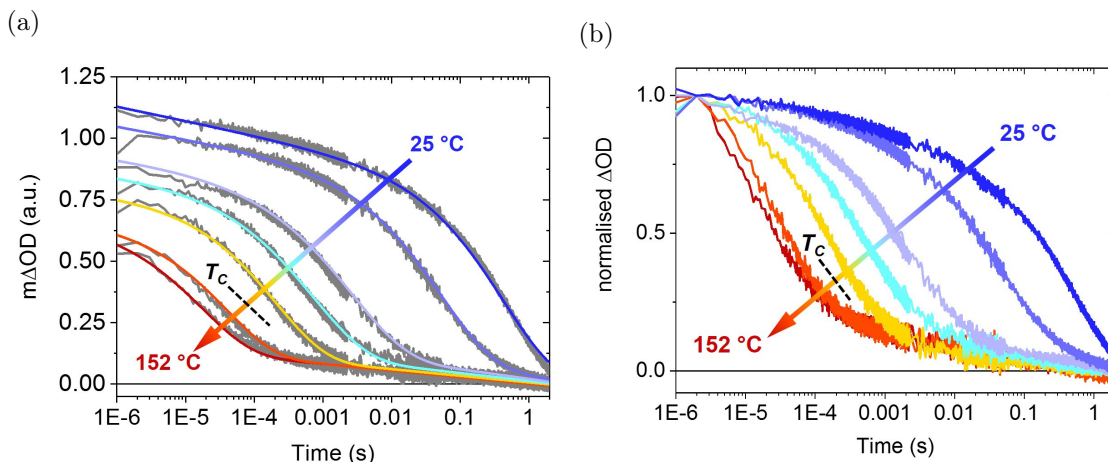 (a)
1.25
1.00
0.75
0.50
0.25
0.00
mΔOD (a.u.)
25 °C
T_C
152 °C
1E-6 1E-5 1E-4 0.001 0.01 0.1 1
Time (s)
(b)
1.0
0.5
0.0
normalised ΔOD
25 °C
T_C
152 °C
1E-6 1E-5 1E-4 0.001 0.01 0.1 1
Time (s)